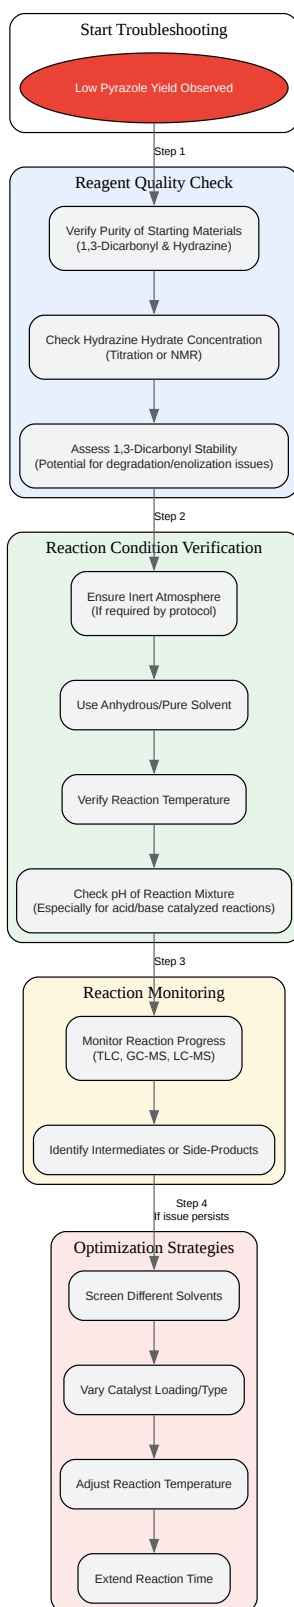 Start Troubleshooting
Low Pyrazole Yield Observed
Step 1
Reagent Quality Check
Verify Purity of Starting Materials
(1,3-Dicarbonyl & Hydrazine)
Check Hydrazine Hydrate Concentration
(Titration or NMR)
Assess 1,3-Dicarbonyl Stability
(Potential for degradation/enolization issues)
Step 2
Reaction Condition Verification
Ensure Inert Atmosphere
(If required by protocol)
Use Anhydrous/Pure Solvent
Verify Reaction Temperature
Check pH of Reaction Mixture
(Especially for acid/base catalyzed reactions)
Step 3
Reaction Monitoring
Monitor Reaction Progress
(TLC, GC-MS, LC-MS)
Identify Intermediates or Side-Products
Step 4
If issue persists
Optimization Strategies
Screen Different Solvents
Vary Catalyst Loading/Type
Adjust Reaction Temperature
Extend Reaction Time